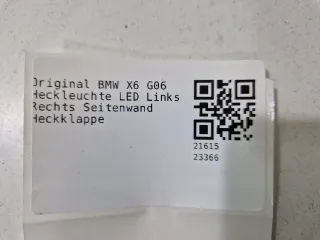 Original BMW X6 G06
Heckleuchte LED Links
Rechts Seitenwand
Heckklappe
21615
23366